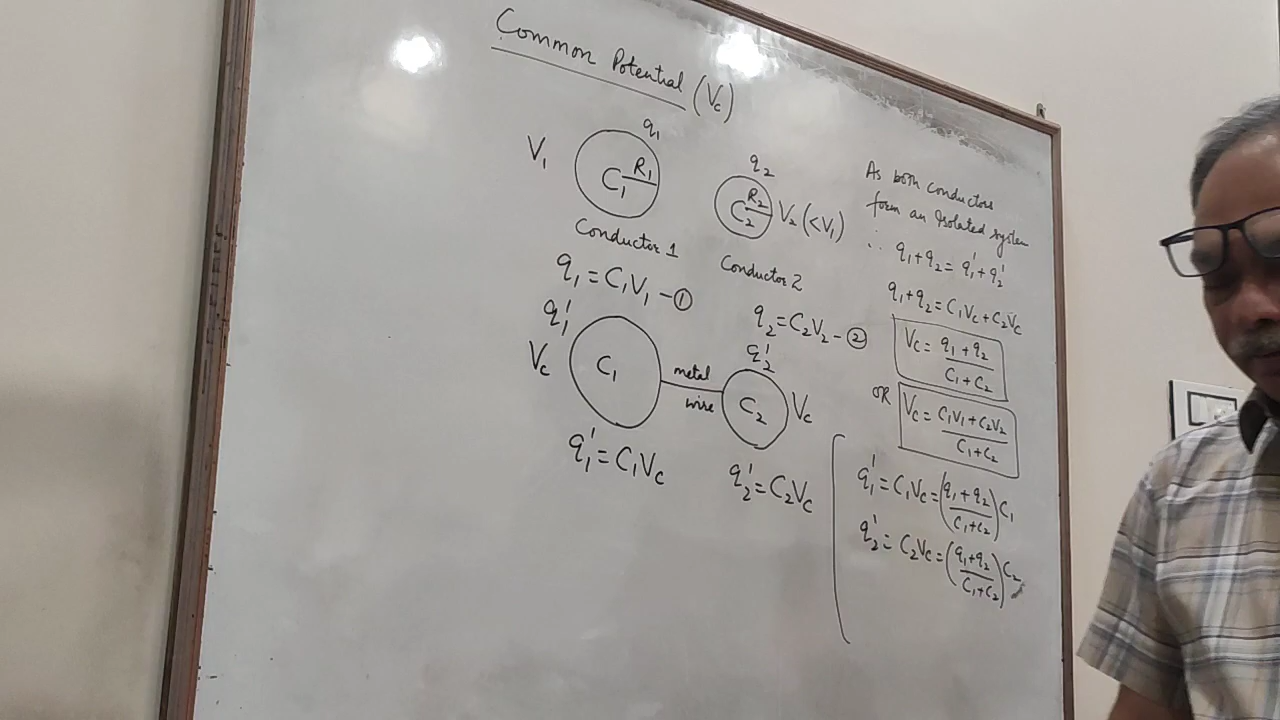 Common Potential (Vc)
V₁
q₁
C₁ R₁
Conductor 1
q₁ = C₁V₁ – ①
q₂
R₂
C₂
V₂ (<V₁)
Conductor 2
q₂ = C₂V₂ – ②
q₁'
Vc
C₁
metal
wire
q₂'
C₂
Vc
q₁' = C₁Vc
q₂' = C₂Vc
As both conductors
form an isolated system
∴ q₁+q₂ = q₁'+q₂'
q₁+q₂ = C₁Vc + C₂Vc
Vc = (q₁+q₂)/(C₁+C₂)
OR
Vc = (C₁V₁+C₂V₂)/(C₁+C₂)
q₁' = C₁Vc = ((q₁+q₂)/(C₁+C₂)) C₁
q₂' = C₂Vc = ((q₁+q₂)/(C₁+C₂)) C₂